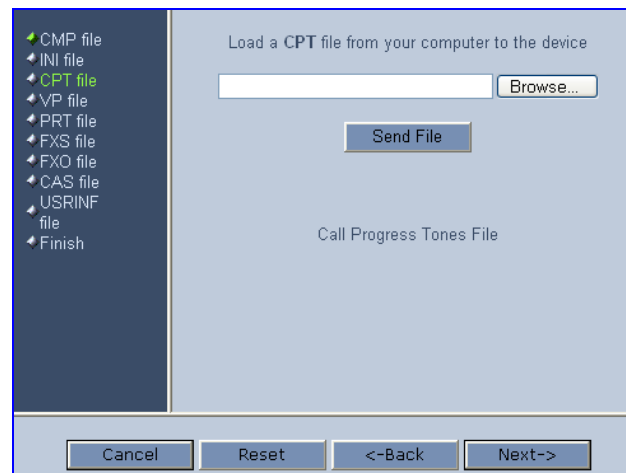 CMP file
INI file
CPT file
VP file
PRT file
FXS file
FXO file
CAS file
USRINF
file
Finish
Load a CPT file from your computer to the device
Browse...
Send File
Call Progress Tones File
Cancel
Reset
<-Back
Next->